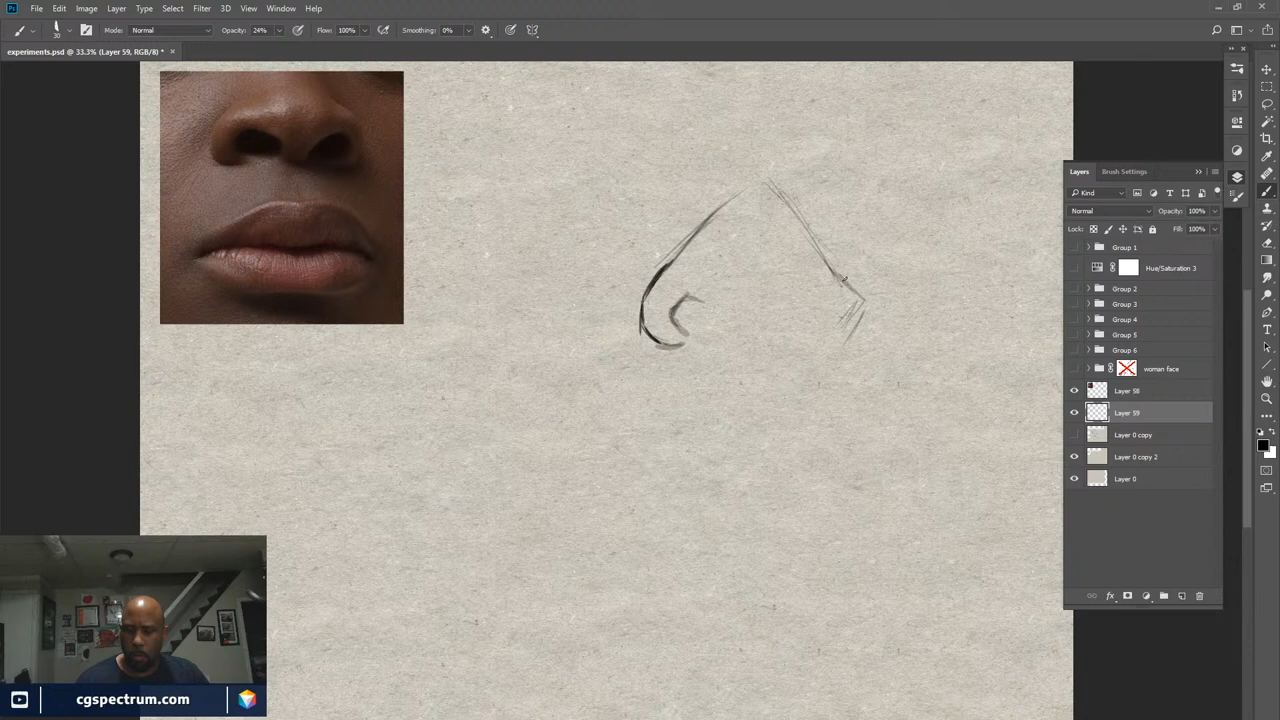 Ps File Edit Image Layer Type Select Filter 3D View Window Help
30 Mode: Normal Opacity: 24% Flow: 100% Smoothing: 0%
experiments.psd @ 33.3% (Layer 59, RGB/8) * ×
Layers Brush Settings
Kind
Normal Opacity: 100%
Lock: Fill: 100%
Group 1
Hue/Saturation 3
Group 2
Group 3
Group 4
Group 5
Group 6
woman face
Layer 58
Layer 59
Layer 0 copy
Layer 0 copy 2
Layer 0
fx
cgspectrum.com